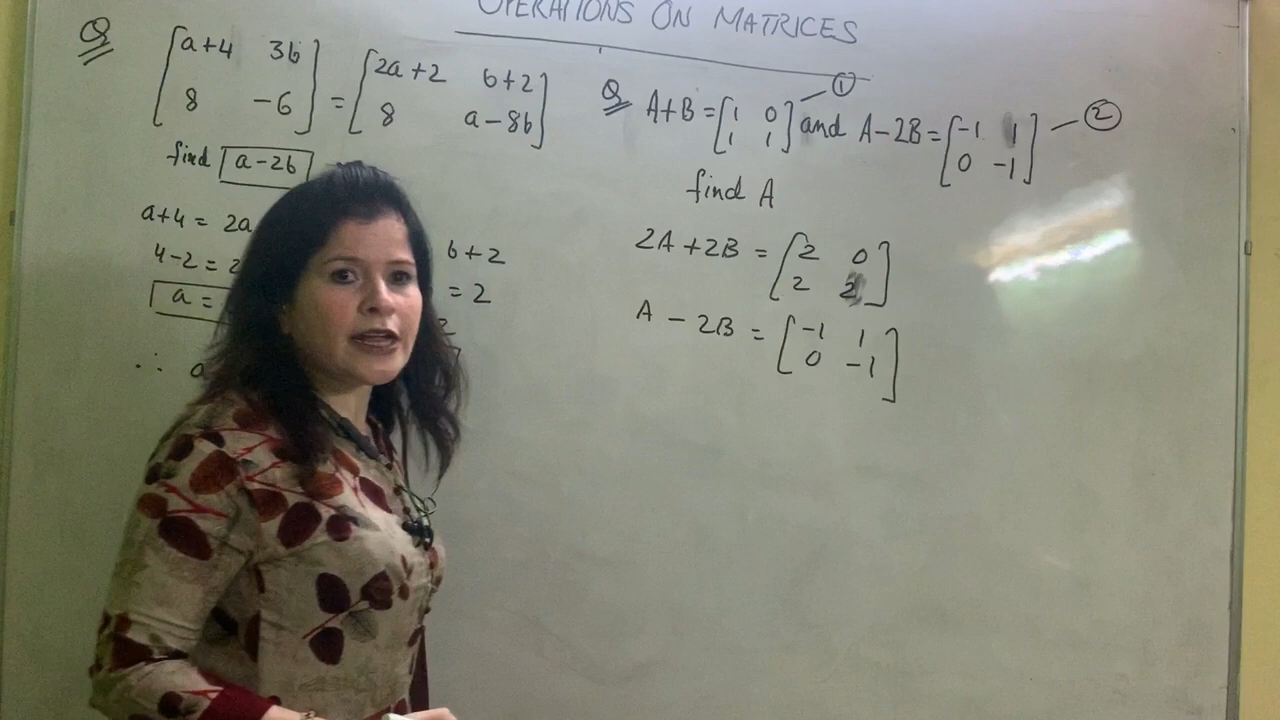 OPERATIONS ON MATRICES
Q [a+4 3b] = [2a+2 b+2]
[8 -6] [8 a-8b]
find a-2b
a+4 = 2a
4-2 = 2
a =
∴ a
b+2
= 2
2
Q A+B = [1 0] ① and A-2B = [-1 1] ②
[1 1] [0 -1]
find A
2A+2B = [2 0]
[2 2]
A - 2B = [-1 1]
[0 -1]